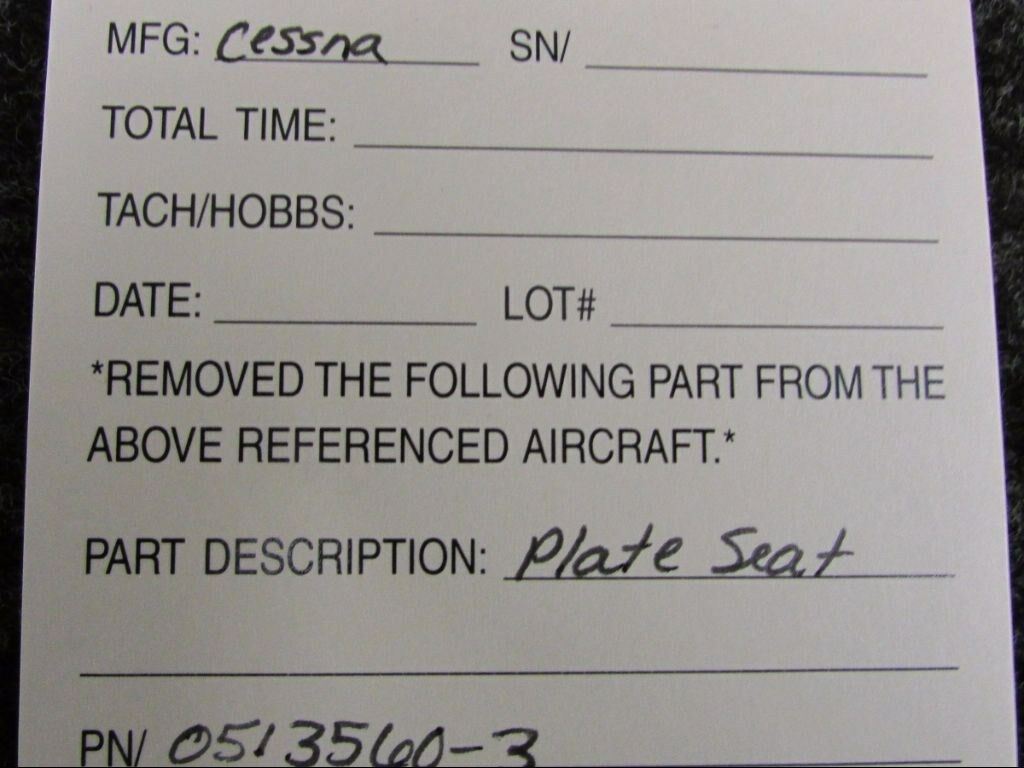 MFG: Cessna SN/
TOTAL TIME:
TACH/HOBBS:
DATE: LOT#
*REMOVED THE FOLLOWING PART FROM THE
ABOVE REFERENCED AIRCRAFT.*
PART DESCRIPTION: Plate Seat
PN/ 0513560-3